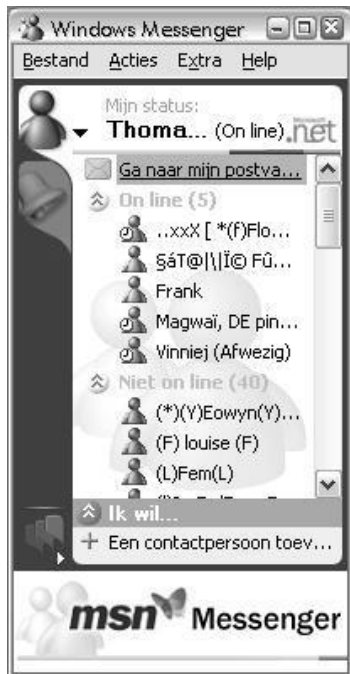 Windows Messenger
Bestand Acties Extra Help
Mijn status:
Thoma... (On line)
Microsoft
.net
Ga naar mijn postva...
On line (5)
..xxX [ *(f)Flo...
§áT@|\|Ï© Fû...
Frank
Magwaï, DE pin...
Vinniej (Afwezig)
Niet on line (40)
(*)(Y)Eowyn(Y)...
(F) louise (F)
(L)Fem(L)
Ik wil...
Een contactpersoon toev...
msn Messenger